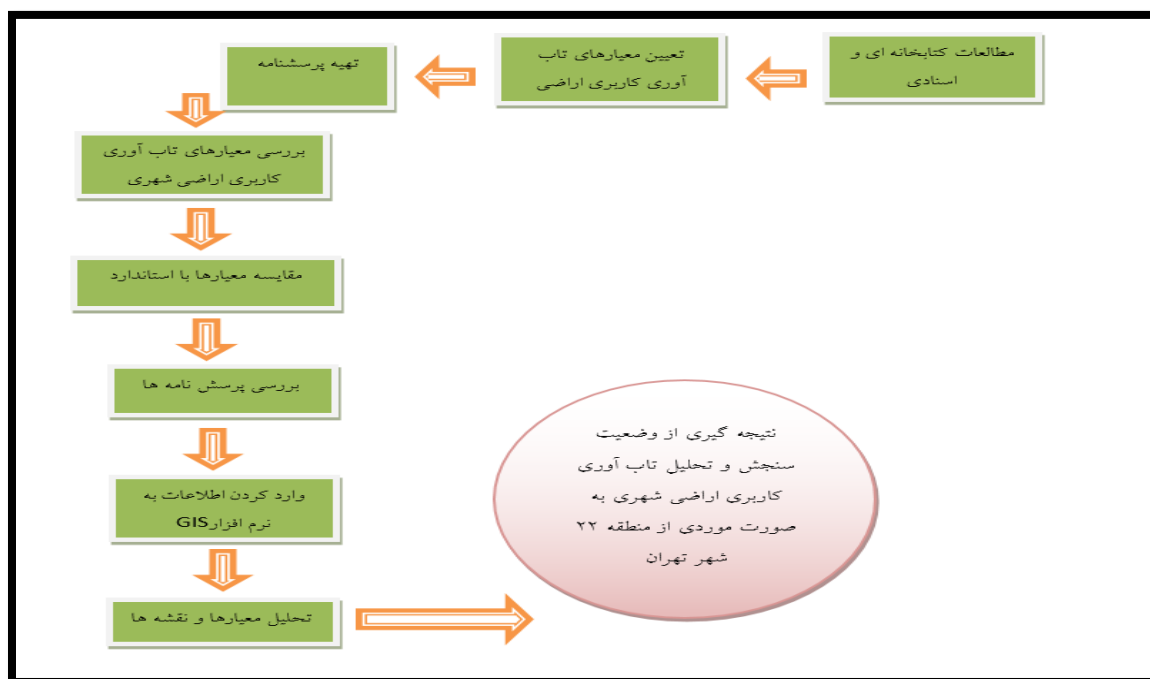 مطالعات کتابخانه ای و
اسنادی
تعیین معیارهای تاب
آوری کاربری اراضی
تهیه پرسشنامه
بررسی معیارهای تاب آوری
کاربری اراضی شهری
مقایسه معیارها با استاندارد
بررسی پرسش نامه ها
وارد کردن اطلاعات به
نرم افزارGIS
تحلیل معیارها و نقشه ها
نتیجه گیری از وضعیت
سنجش و تحلیل تاب آوری
کاربری اراضی شهری به
صورت موردی از منطقه ۲۲
شهر تهران